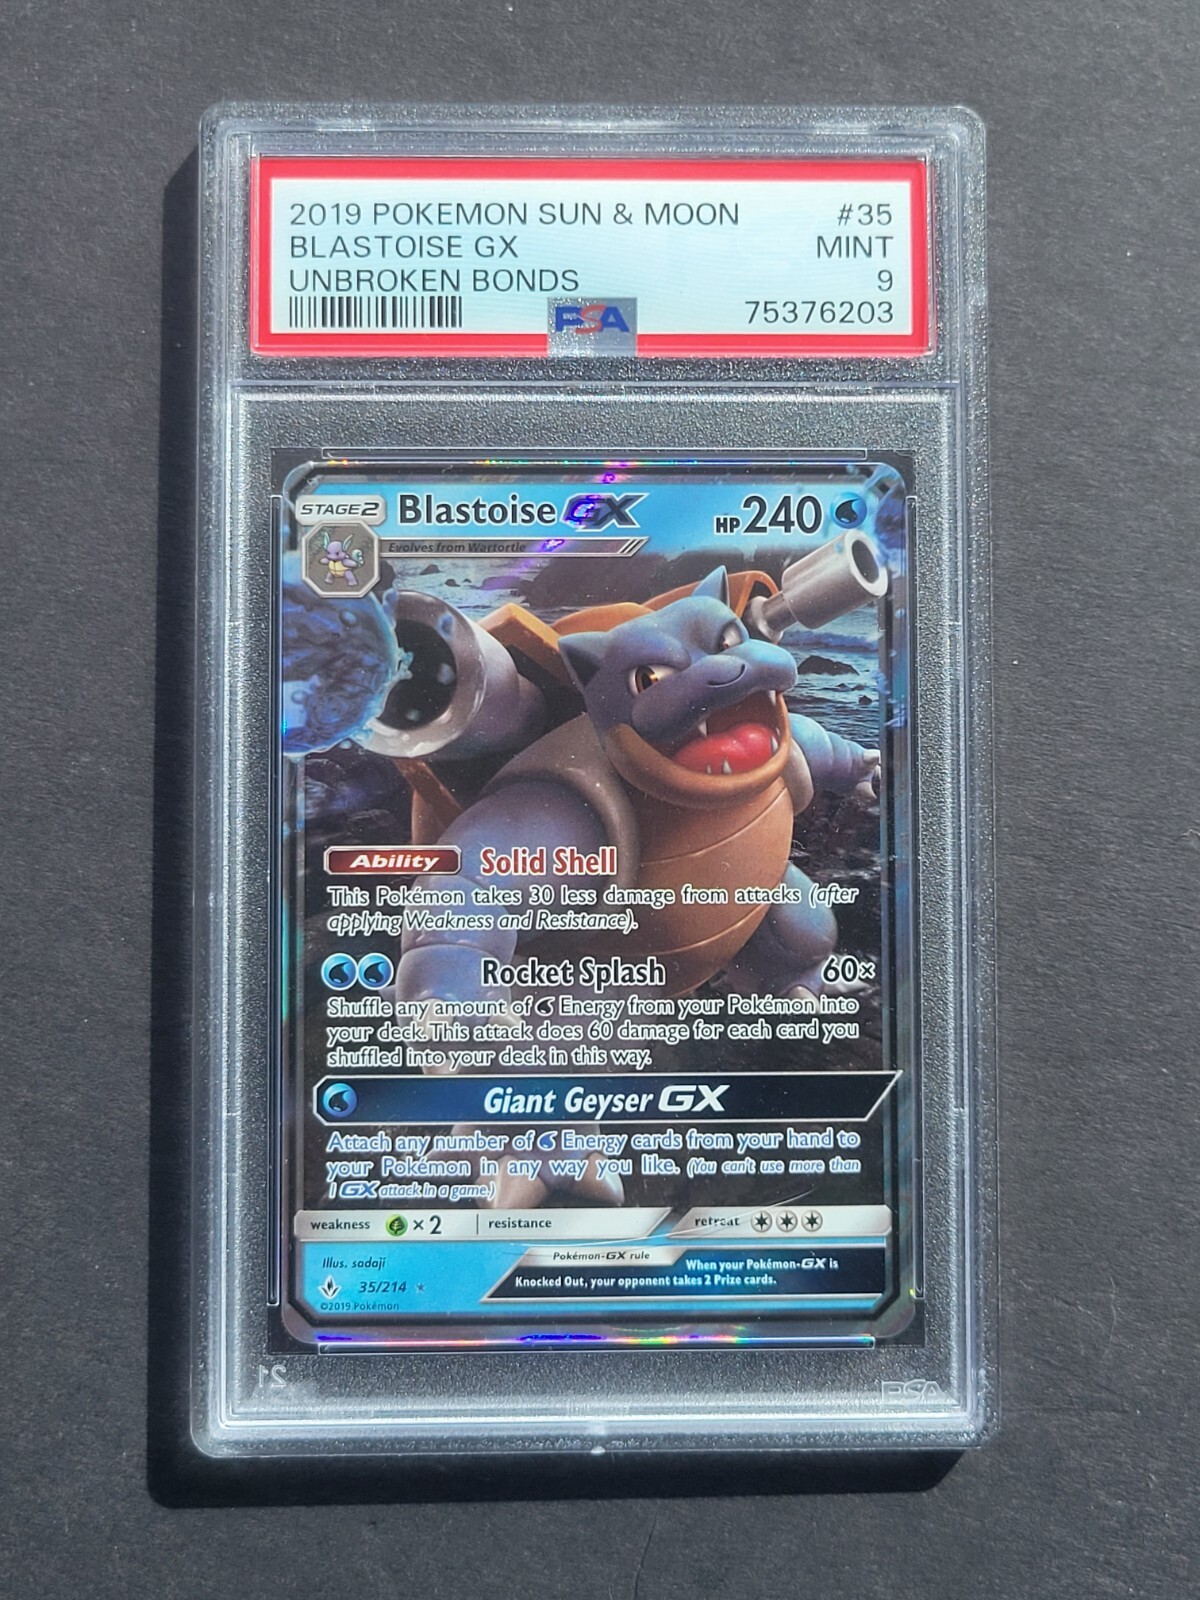 2019 POKEMON SUN & MOON #35
BLASTOISE GX MINT
UNBROKEN BONDS 9
PSA 75376203
STAGE 2 Blastoise GX HP 240
Evolves from Wartortle
Ability Solid Shell
This Pokémon takes 30 less damage from attacks (after
applying Weakness and Resistance).
Rocket Splash 60×
Shuffle any amount of Energy from your Pokémon into
your deck. This attack does 60 damage for each card you
shuffled into your deck in this way.
Giant Geyser GX
Attach any number of Energy cards from your hand to
your Pokémon in any way you like. (You can't use more than
1 GX attack in a game.)
weakness ×2 resistance retreat
Illus. sadaji Pokémon-GX rule When your Pokémon-GX is
35/214 Knocked Out, your opponent takes 2 Prize cards.
©2019 Pokémon
21 PSA